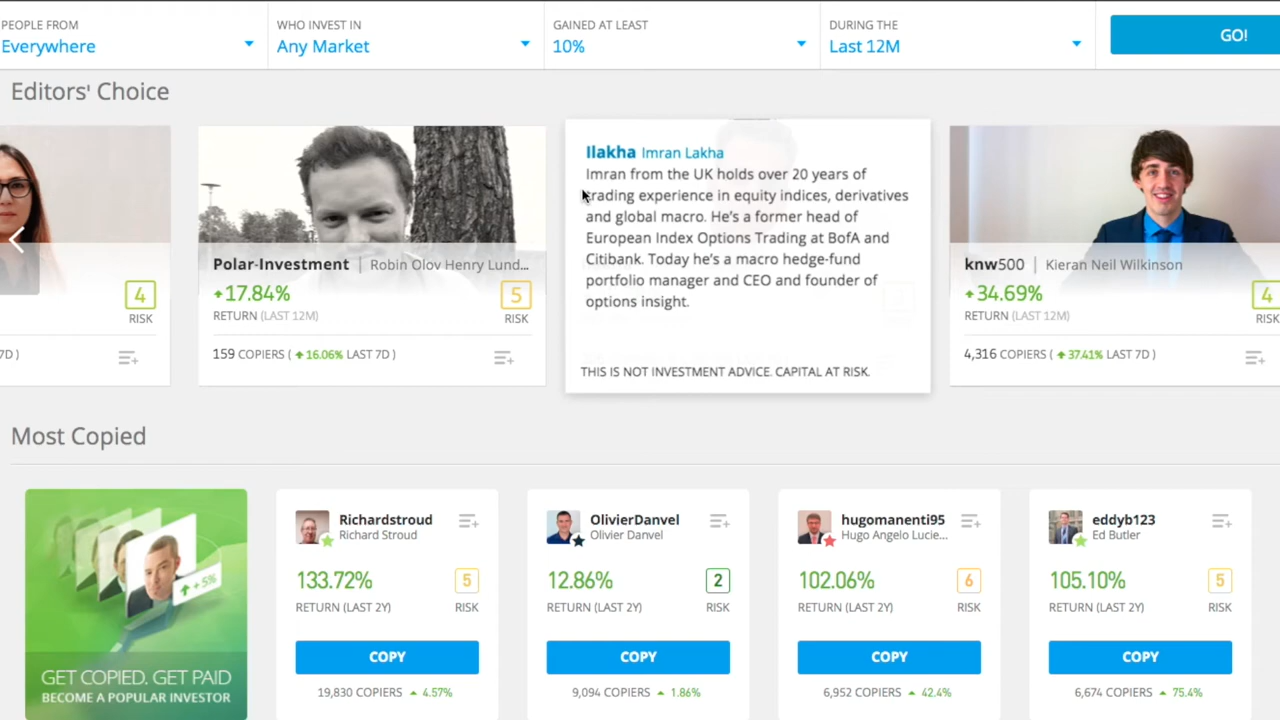 PEOPLE FROM
Everywhere
WHO INVEST IN
Any Market
GAINED AT LEAST
10%
DURING THE
Last 12M
GO!
Editors' Choice
4
RISK
7D )
Polar-Investment | Robin Olov Henry Lund...
+17.84%
RETURN (LAST 12M)
5
RISK
159 COPIERS ( 16.06% LAST 7D )
Ilakha Imran Lakha
Imran from the UK holds over 20 years of
trading experience in equity indices, derivatives
and global macro. He's a former head of
European Index Options Trading at BofA and
Citibank. Today he's a macro hedge-fund
portfolio manager and CEO and founder of
options insight.
THIS IS NOT INVESTMENT ADVICE. CAPITAL AT RISK.
knw500 | Kieran Neil Wilkinson
+34.69%
RETURN (LAST 12M)
4
RISK
4,316 COPIERS ( 37.41% LAST 7D )
Most Copied
+5%
GET COPIED. GET PAID
BECOME A POPULAR INVESTOR
Richardstroud
Richard Stroud
133.72%
5
RETURN (LAST 2Y)
RISK
COPY
19,830 COPIERS 4.57%
OlivierDanvel
Olivier Danvel
12.86%
2
RETURN (LAST 2Y)
RISK
COPY
9,094 COPIERS 1.86%
hugomanenti95
Hugo Angelo Lucie...
102.06%
6
RETURN (LAST 2Y)
RISK
COPY
6,952 COPIERS 42.4%
eddyb123
Ed Butler
105.10%
5
RETURN (LAST 2Y)
RISK
COPY
6,674 COPIERS 75.4%